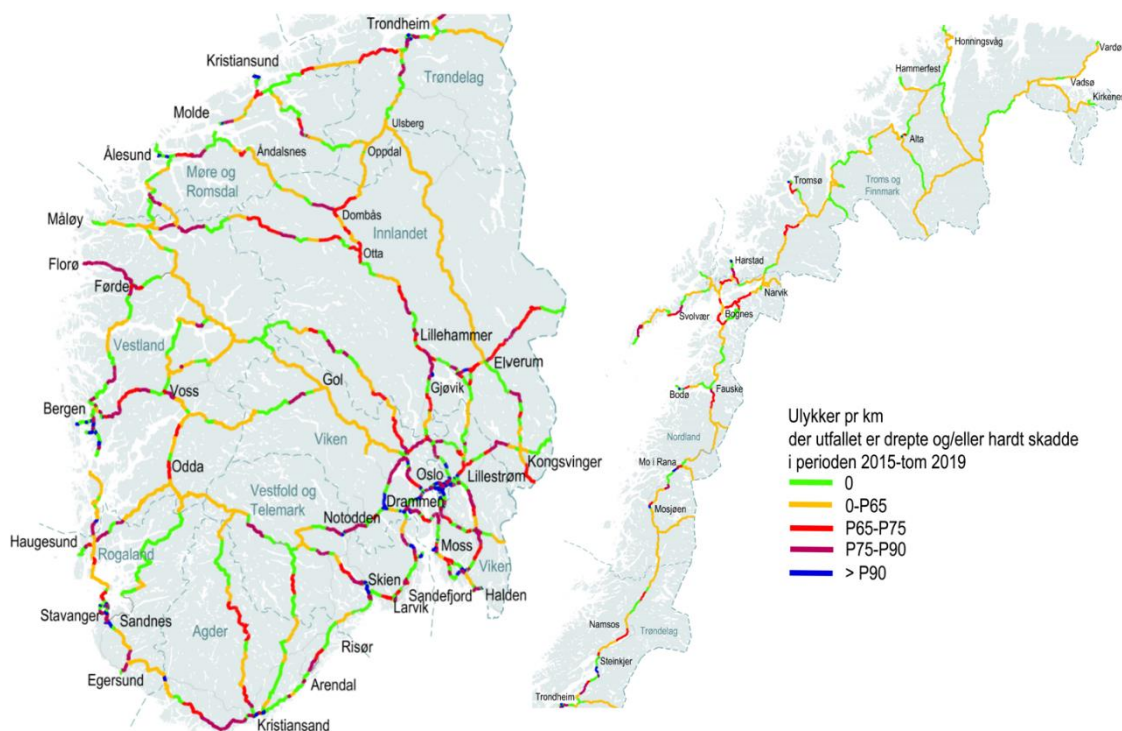 Trondheim
Kristiansund
Trøndelag
Molde
Ulsberg
Ålesund
Åndalsnes
Oppdal
Møre og
Romsdal
Måløy
Dombås
Innlandet
Otta
Florø
Førde
Lillehammer
Vestland
Elverum
Gjøvik
Gol
Voss
Bergen
Viken
Oslo
Lillestrøm
Kongsvinger
Odda
Vestfold og
Telemark
Drammen
Notodden
Haugesund
Rogaland
Moss
Viken
Skien
Sandefjord
Halden
Larvik
Stavanger
Sandnes
Agder
Risør
Egersund
Arendal
Kristiansand
Honningsvåg
Vardø
Hammerfest
Vadsø
Kirkenes
Alta
Tromsø
Troms og
Finnmark
Harstad
Narvik
Svolvær
Bognes
Bodø
Fauske
Nordland
Mo i Rana
Mosjøen
Namsos
Trøndelag
Steinkjer
Trondheim
Ulykker pr km
der utfallet er drepte og/eller hardt skadde
i perioden 2015-tom 2019
0
0-P65
P65-P75
P75-P90
> P90